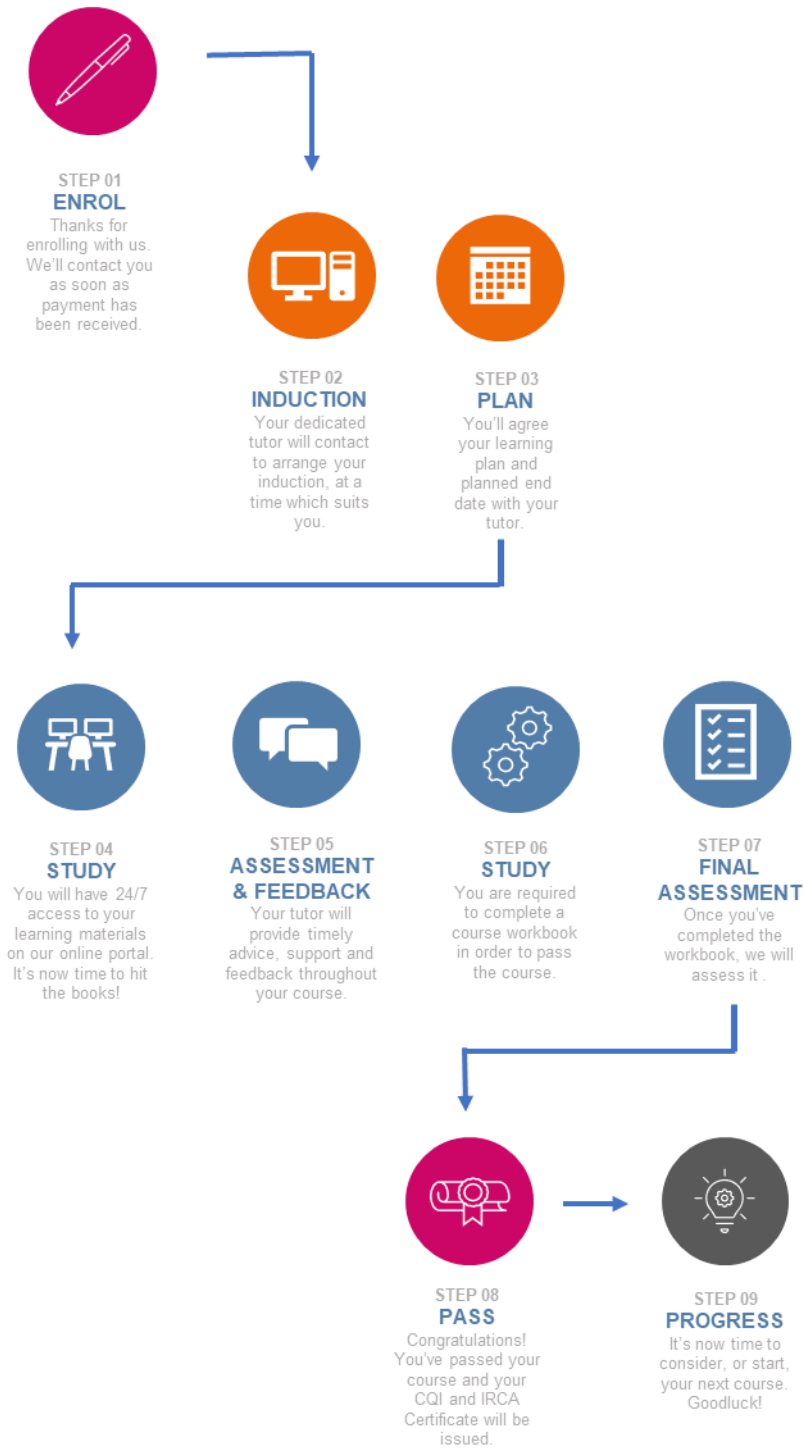 STEP 01
ENROL
Thanks for
enrolling with us.
We'll contact you
as soon as
payment has
been received.
STEP 02
INDUCTION
Your dedicated
tutor will contact
to arrange your
induction, at a
time which suits
you.
STEP 03
PLAN
You'll agree
your learning
plan and
planned end
date with your
tutor.
STEP 04
STUDY
You will have 24/7
access to your
learning materials
on our online portal.
It's now time to hit
the books!
STEP 05
ASSESSMENT
& FEEDBACK
Your tutor will
provide timely
advice, support and
feedback throughout
your course.
STEP 06
STUDY
You are required
to complete a
course workbook
in order to pass
the course.
STEP 07
FINAL
ASSESSMENT
Once you've
completed the
workbook, we will
assess it .
STEP 08
PASS
Congratulations!
You've passed your
course and your
CQI and IRCA
Certificate will be
issued.
STEP 09
PROGRESS
It's now time to
consider, or start,
your next course.
Goodluck!